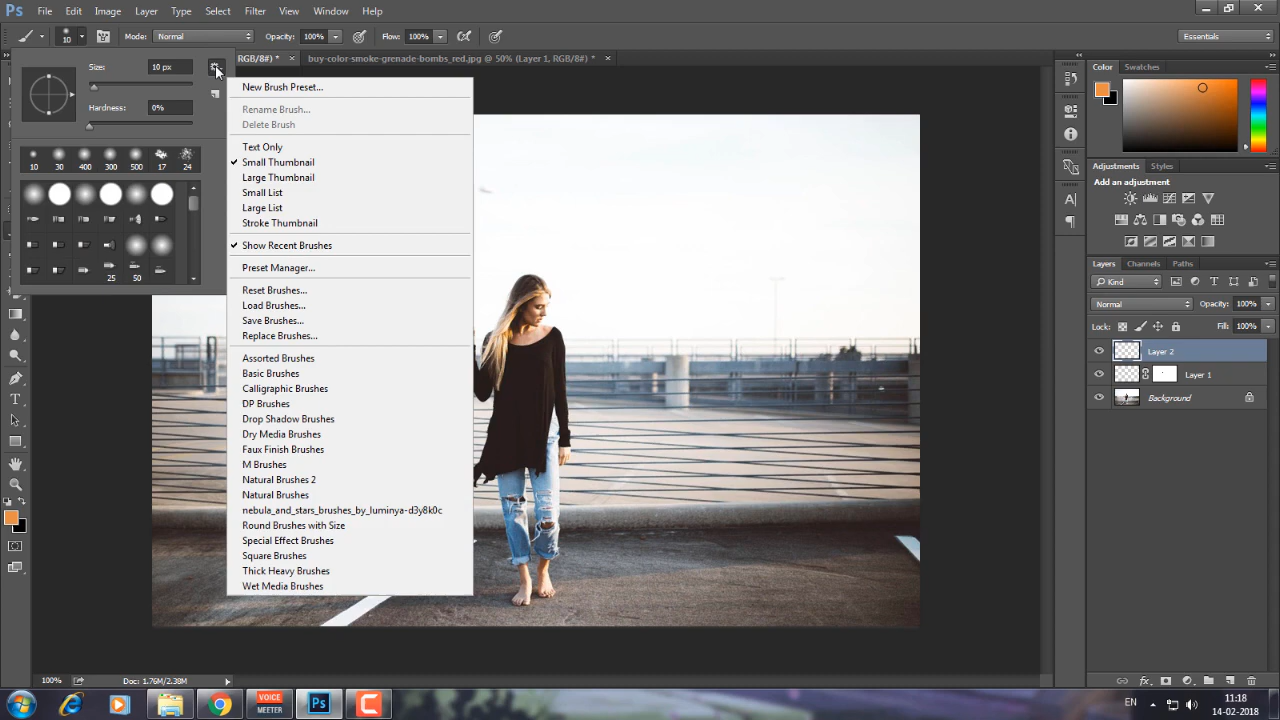 Ps File Edit Image Layer Type Select Filter View Window Help
10 Mode: Normal Opacity: 100% Flow: 100% Essentials
RGB/8#) * × buy-color-smoke-grenade-bombs_red.jpg @ 50% (Layer 1, RGB/8#) * ×
Size: 10 px
Hardness: 0%
10 30 400 300 500 17 24
25 50
New Brush Preset...
Rename Brush...
Delete Brush
Text Only
Small Thumbnail
Large Thumbnail
Small List
Large List
Stroke Thumbnail
Show Recent Brushes
Preset Manager...
Reset Brushes...
Load Brushes...
Save Brushes...
Replace Brushes...
Assorted Brushes
Basic Brushes
Calligraphic Brushes
DP Brushes
Drop Shadow Brushes
Dry Media Brushes
Faux Finish Brushes
M Brushes
Natural Brushes 2
Natural Brushes
nebula_and_stars_brushes_by_luminya-d3y8k0c
Round Brushes with Size
Special Effect Brushes
Square Brushes
Thick Heavy Brushes
Wet Media Brushes
Color Swatches
Adjustments Styles
Add an adjustment
Layers Channels Paths
Kind
Normal Opacity: 100%
Lock: Fill: 100%
Layer 2
Layer 1
Background
100% Doc: 1.76M/2.38M
VOICE
MEETER
Ps
EN
11:18
14-02-2018